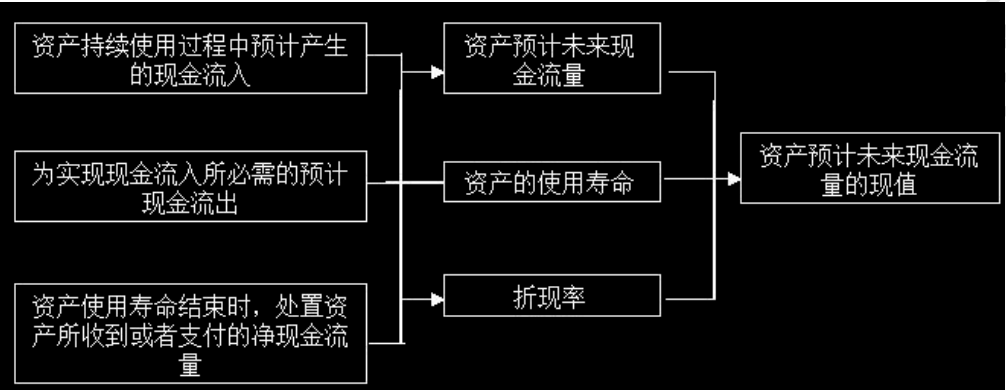 资产持续使用过程中预计产生
的现金流入
资产预计未来现
金流量
为实现现金流入所必需的预计
现金流出
资产的使用寿命
资产预计未来现金流
量的现值
资产使用寿命结束时，处置资
产所收到或者支付的净现金流
量
折现率